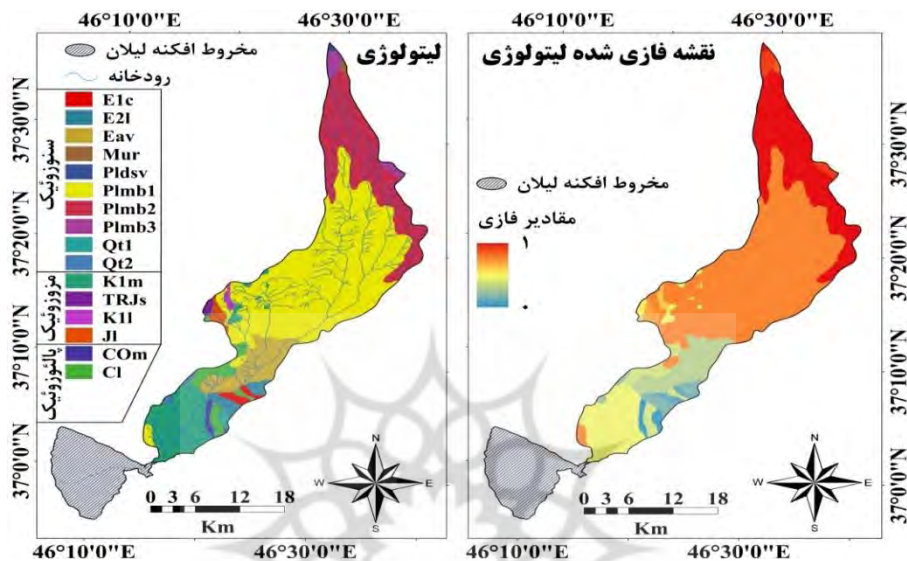 46°10'0"E
46°30'0"E
46°10'0"E
46°30'0"E
لیتولوژی
مخروط افکنه لیلان
رودخانه
سنوزوئیک
E1c
E2l
Eav
Mur
Pldsv
Plmb1
Plmb2
Plmb3
Qt1
Qt2
مزوزوئیک
K1m
TRJs
K1l
Jl
پالئوزوئیک
COm
Cl
37°30'0"N
37°20'0"N
37°10'0"N
37°0'0"N
N
W
E
S
0 3 6 12 18
Km
46°10'0"E
46°30'0"E
نقشه فازی شده لیتولوژی
مخروط افکنه لیلان
مقادیر فازی
۱
۰
37°30'0"N
37°20'0"N
37°10'0"N
37°0'0"N
N
W
E
S
0 3 6 12 18
Km
46°10'0"E
46°30'0"E